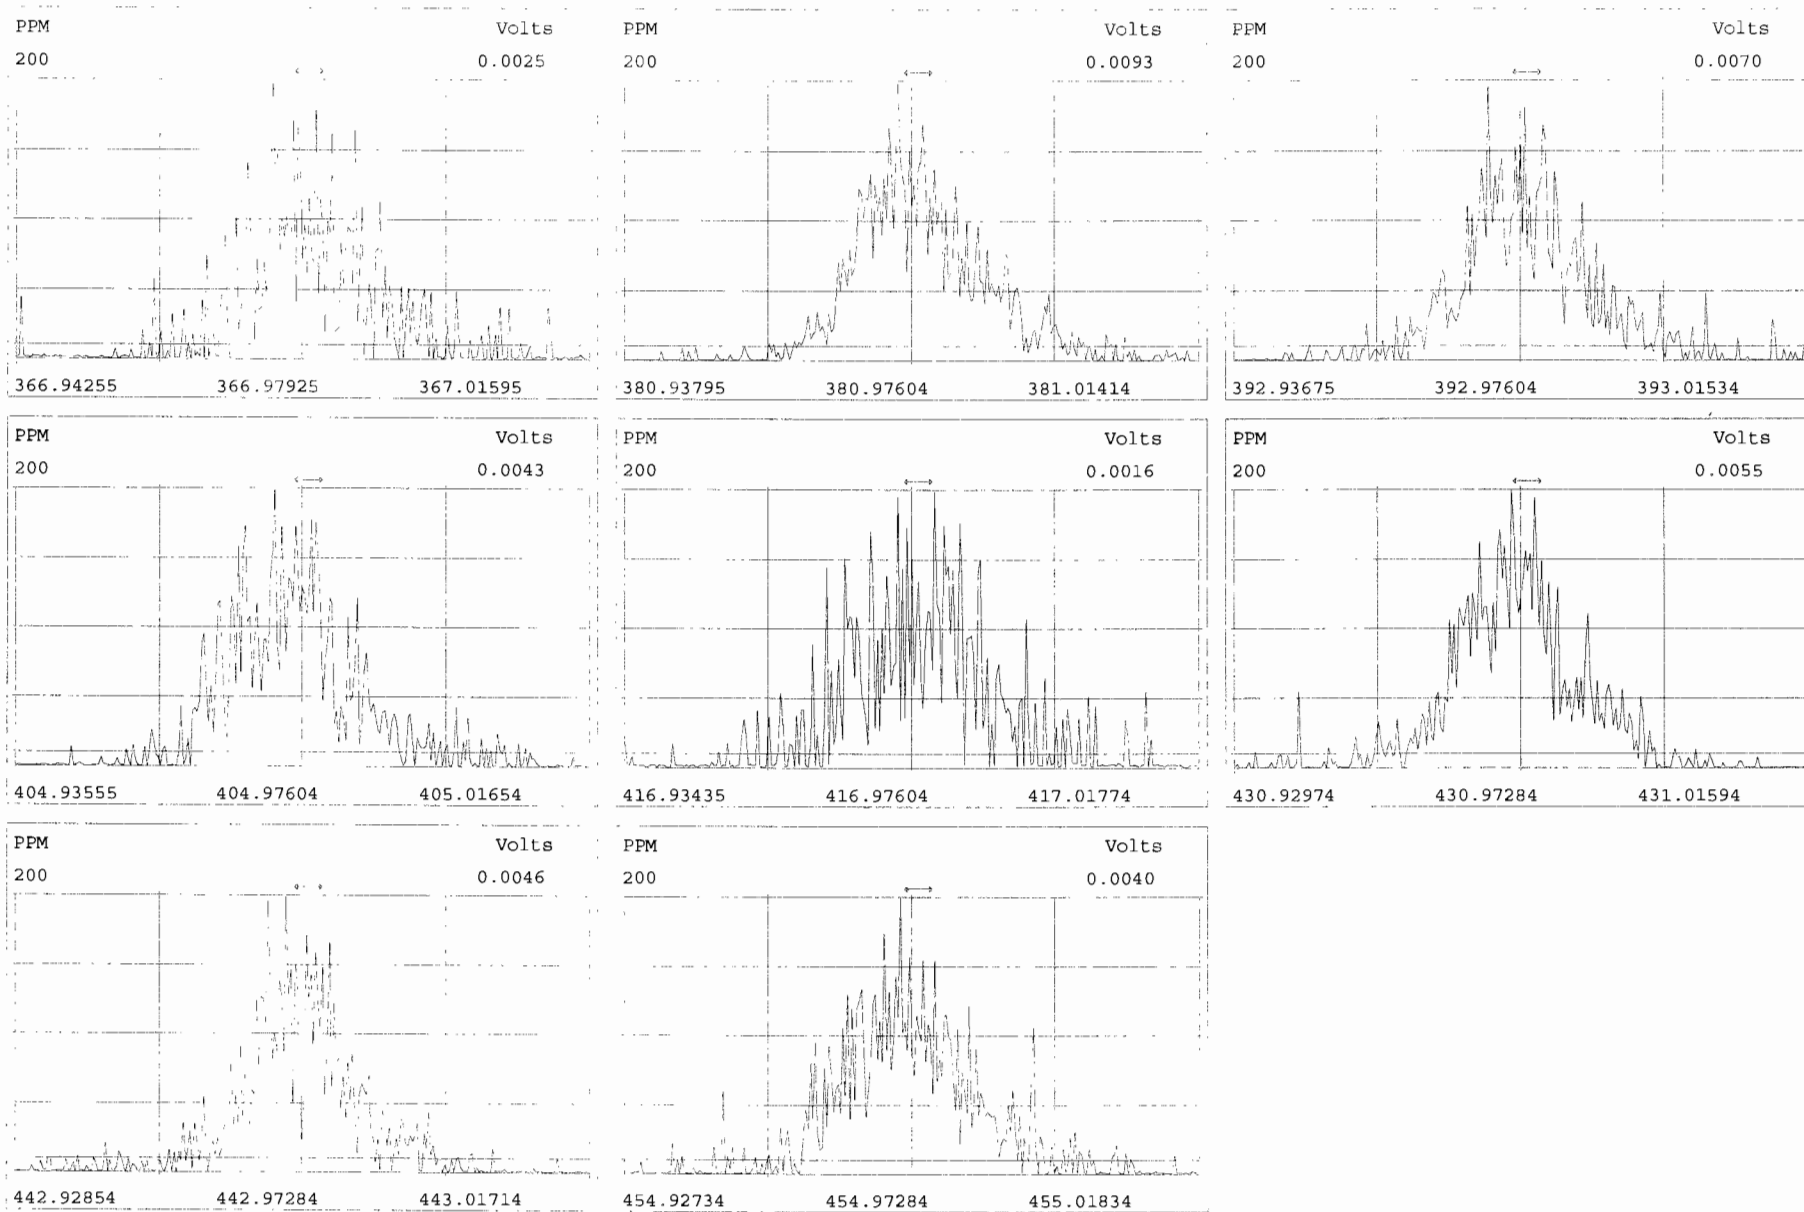 PPM Volts
200 0.0025
366.94255 366.97925 367.01595
PPM Volts
200 0.0093
380.93795 380.97604 381.01414
PPM Volts
200 0.0070
392.93675 392.97604 393.01534
PPM Volts
200 0.0043
404.93555 404.97604 405.01654
PPM Volts
200 0.0016
416.93435 416.97604 417.01774
PPM Volts
200 0.0055
430.92974 430.97284 431.01594
PPM Volts
200 0.0046
442.92854 442.97284 443.01714
PPM Volts
200 0.0040
454.92734 454.97284 455.01834